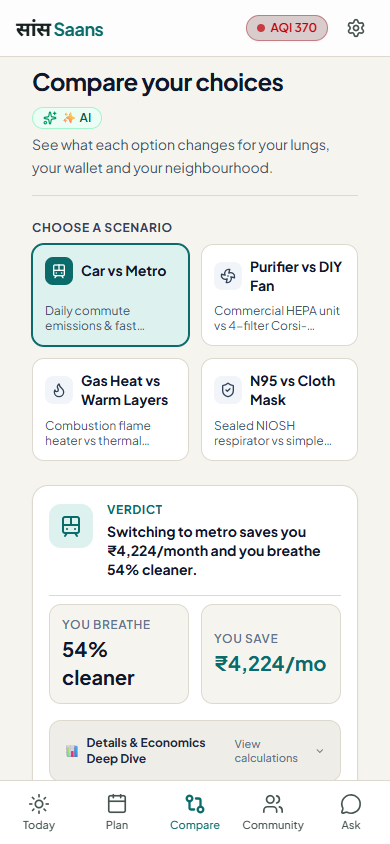 सांस Saans
AQI 370
Compare your choices
✨ AI
See what each option changes for your lungs,
your wallet and your neighbourhood.
CHOOSE A SCENARIO
Car vs Metro
Daily commute
emissions & fast...
Purifier vs DIY
Fan
Commercial HEPA unit
vs 4-filter Corsi-...
Gas Heat vs
Warm Layers
Combustion flame
heater vs thermal...
N95 vs Cloth
Mask
Sealed NIOSH
respirator vs simple...
VERDICT
Switching to metro saves you
₹4,224/month and you breathe
54% cleaner.
YOU BREATHE
54%
cleaner
YOU SAVE
₹4,224/mo
Details & Economics
Deep Dive
View
calculations
Today
Plan
Compare
Community
Ask